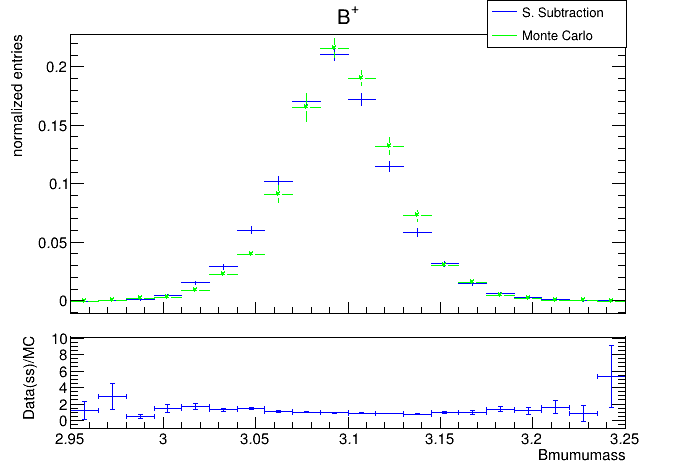 B+
S. Subtraction
Monte Carlo
normalized entries
0.2
0.15
0.1
0.05
0
Data(ss)/MC
10
8
6
4
2
0
2.95 3 3.05 3.1 3.15 3.2 3.25
Bmumumass